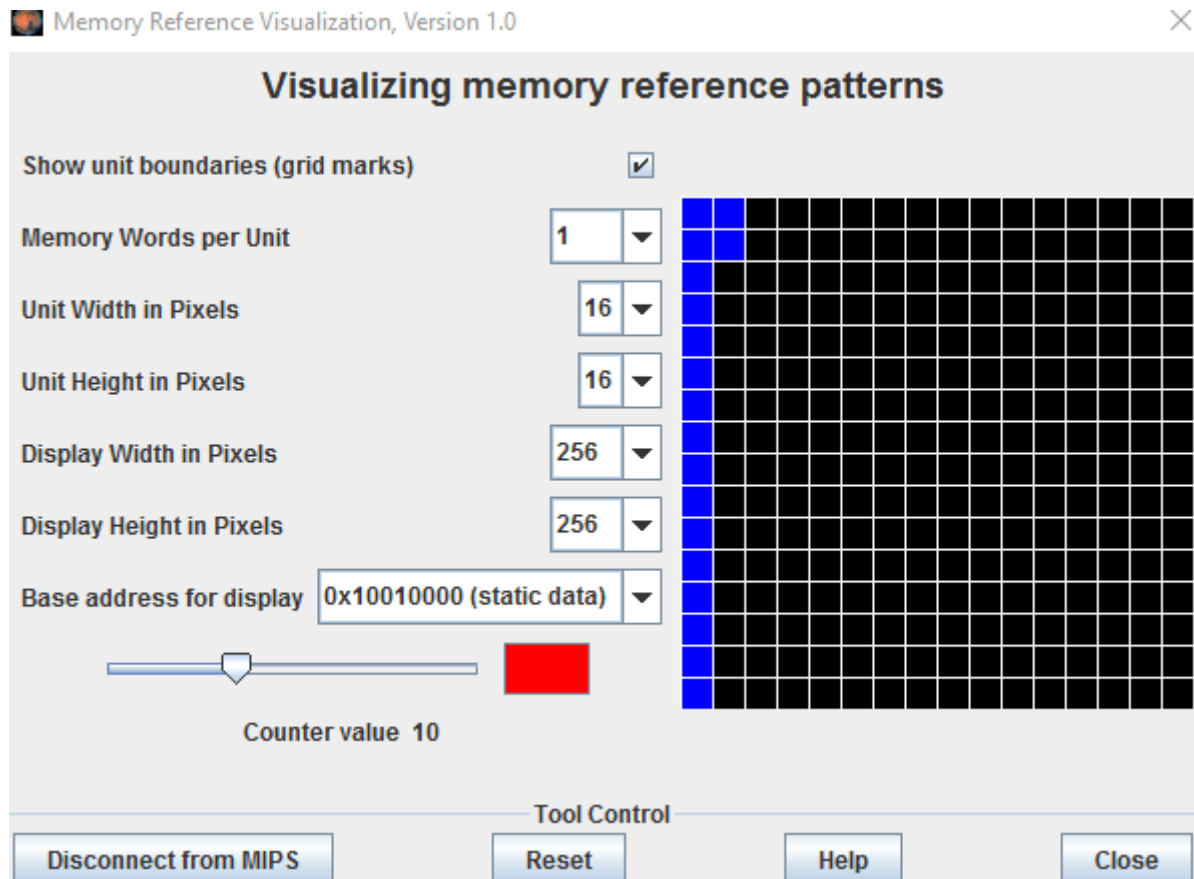 Memory Reference Visualization, Version 1.0
Visualizing memory reference patterns
Show unit boundaries (grid marks)
Memory Words per Unit 1
Unit Width in Pixels 16
Unit Height in Pixels 16
Display Width in Pixels 256
Display Height in Pixels 256
Base address for display 0x10010000 (static data)
Counter value 10
Tool Control
Disconnect from MIPS Reset Help Close